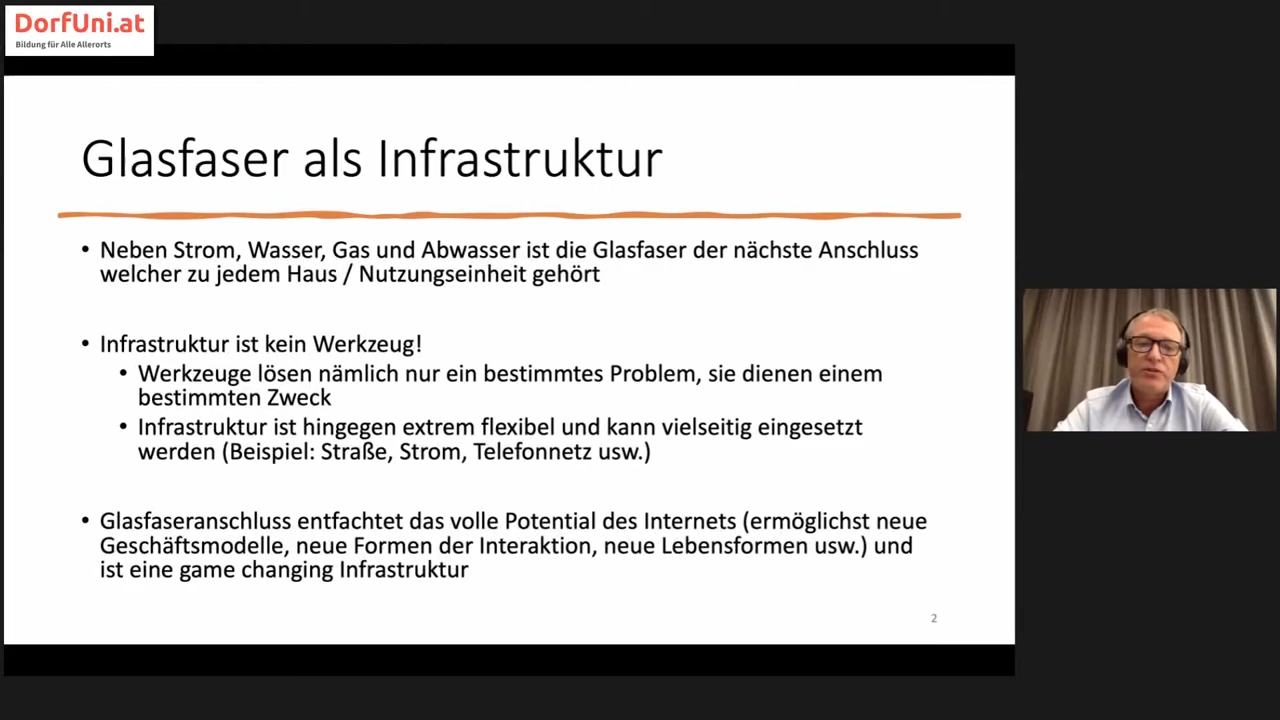 DorfUni.at
Bildung für Alle Allerorts
Glasfaser als Infrastruktur
• Neben Strom, Wasser, Gas und Abwasser ist die Glasfaser der nächste Anschluss
welcher zu jedem Haus / Nutzungseinheit gehört
• Infrastruktur ist kein Werkzeug!
• Werkzeuge lösen nämlich nur ein bestimmtes Problem, sie dienen einem
bestimmten Zweck
• Infrastruktur ist hingegen extrem flexibel und kann vielseitig eingesetzt
werden (Beispiel: Straße, Strom, Telefonnetz usw.)
• Glasfaseranschluss entfachtet das volle Potential des Internets (ermöglichst neue
Geschäftsmodelle, neue Formen der Interaktion, neue Lebensformen usw.) und
ist eine game changing Infrastruktur
2